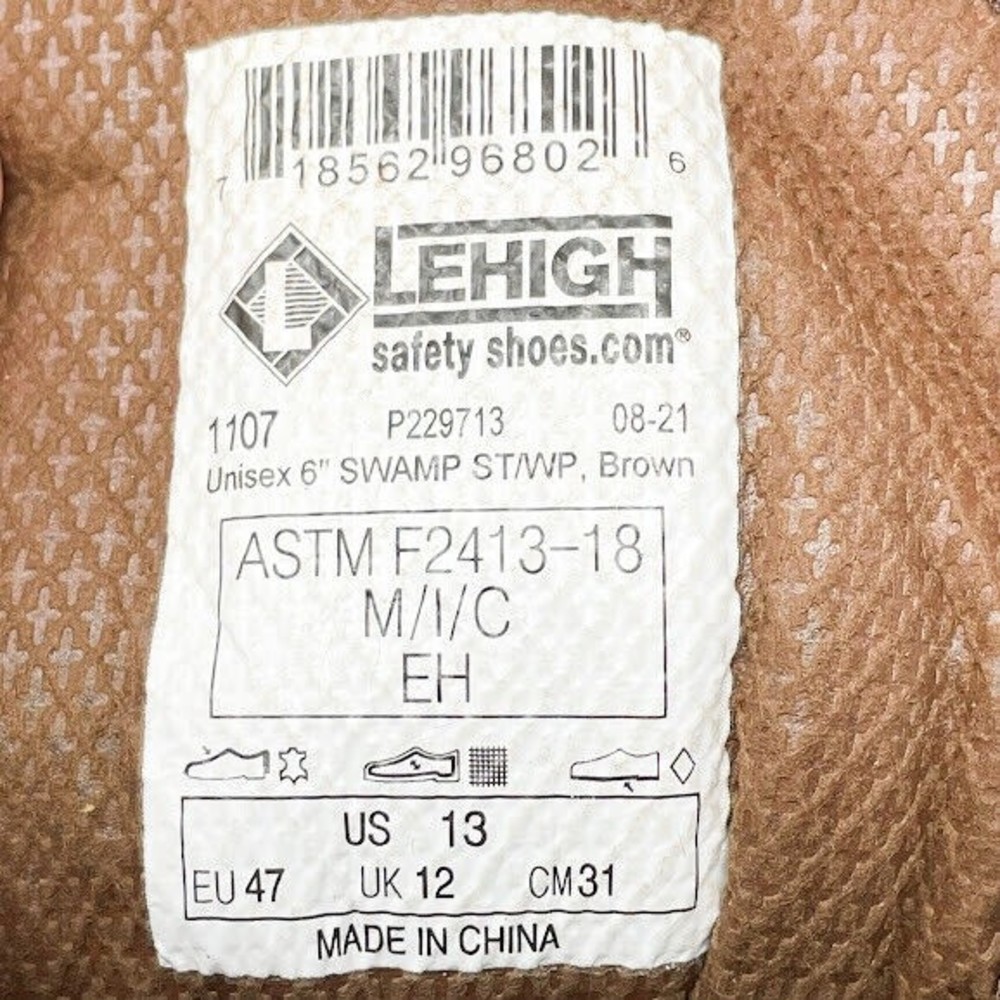 7 18562 96802 6
LEHIGH
safety shoes.com®
1107 P229713 08-21
Unisex 6" SWAMP ST/WP, Brown
ASTM F2413-18
M/I/C
EH
US 13
EU 47 UK 12 CM 31
MADE IN CHINA